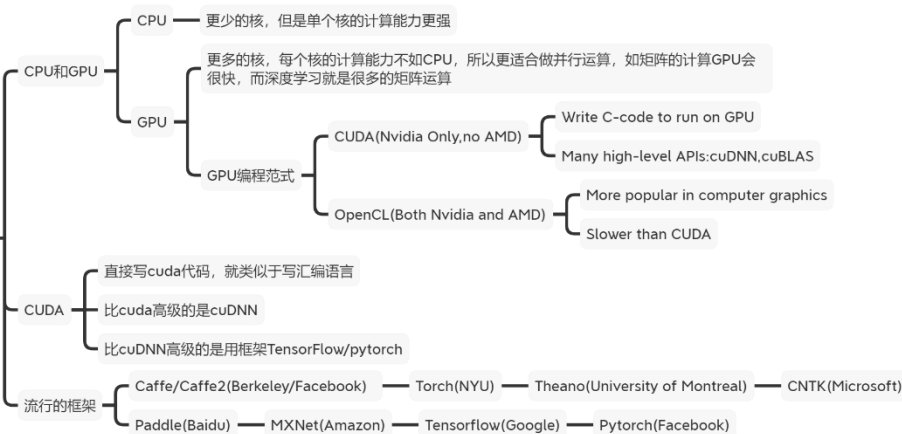 CPU和GPU
CPU
更少的核，但是单个核的计算能力更强
GPU
更多的核，每个核的计算能力不如CPU，所以更适合做并行运算，如矩阵的计算GPU会
很快，而深度学习就是很多的矩阵运算
GPU编程范式
CUDA(Nvidia Only,no AMD)
Write C-code to run on GPU
Many high-level APIs:cuDNN,cuBLAS
OpenCL(Both Nvidia and AMD)
More popular in computer graphics
Slower than CUDA
CUDA
直接写cuda代码，就类似于写汇编语言
比cuda高级的是cuDNN
比cuDNN高级的是用框架TensorFlow/pytorch
流行的框架
Caffe/Caffe2(Berkeley/Facebook)
Torch(NYU)
Theano(University of Montreal)
CNTK(Microsoft)
Paddle(Baidu)
MXNet(Amazon)
Tensorflow(Google)
Pytorch(Facebook)